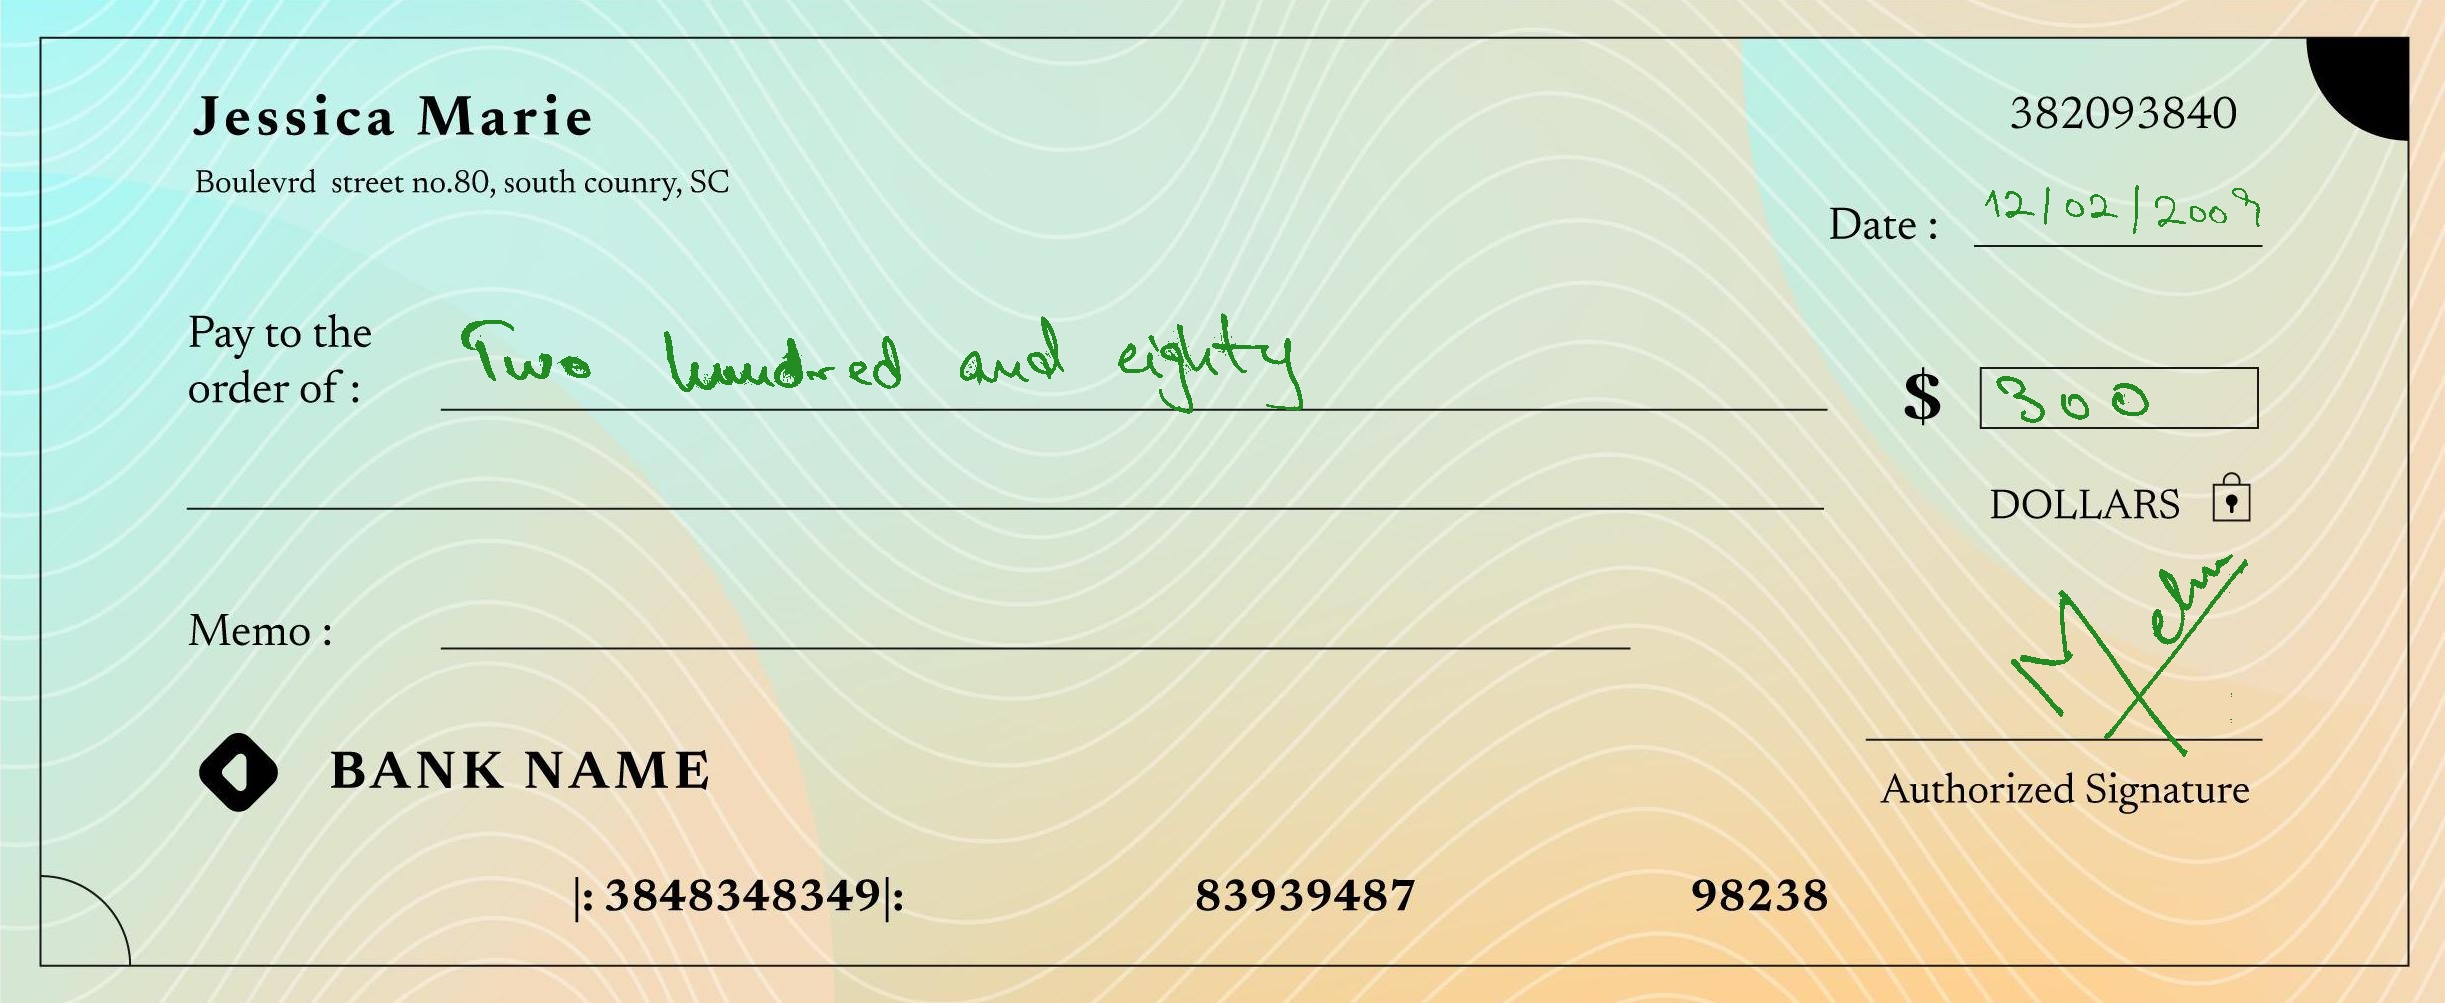 Jessica Marie
382093840
Boulevrd street no.80, south counry, SC
Date : 12/02/2009
Pay to the
order of : Two hundred and eighty
$ 300
DOLLARS
Memo :
BANK NAME
Authorized Signature
|: 3848348349|: 83939487 98238